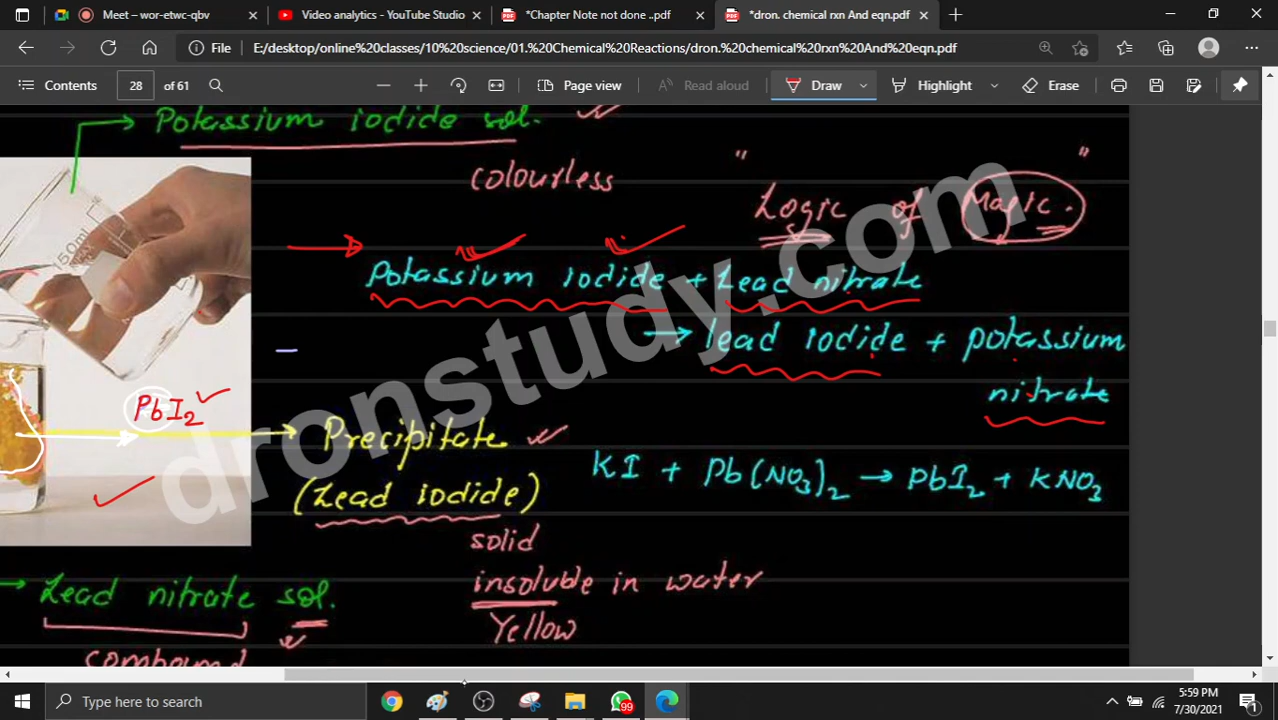 Meet – wor-etwc-qbv
Video analytics - YouTube Studio
*Chapter Note not done ..pdf
*dron. chemical rxn And eqn.pdf
File
E:/desktop/online%20classes/10%20science/01.%20Chemical%20Reactions/dron.%20chemical%20rxn%20And%20eqn.pdf
Contents
28 of 61
Page view
Read aloud
Draw
Highlight
Erase
Potassium iodide sol.
colourless
" Logic of Magic. "
Potassium iodide + Lead nitrate
→ lead iodide + potassium
nitrate
PbI2
Precipitate
(Lead iodide)
KI + Pb(NO3)2 → PbI2 + KNO3
solid
insoluble in water
Yellow
Lead nitrate sol.
compound
dronstudy.com
Type here to search
99
5:59 PM
7/30/2021
1